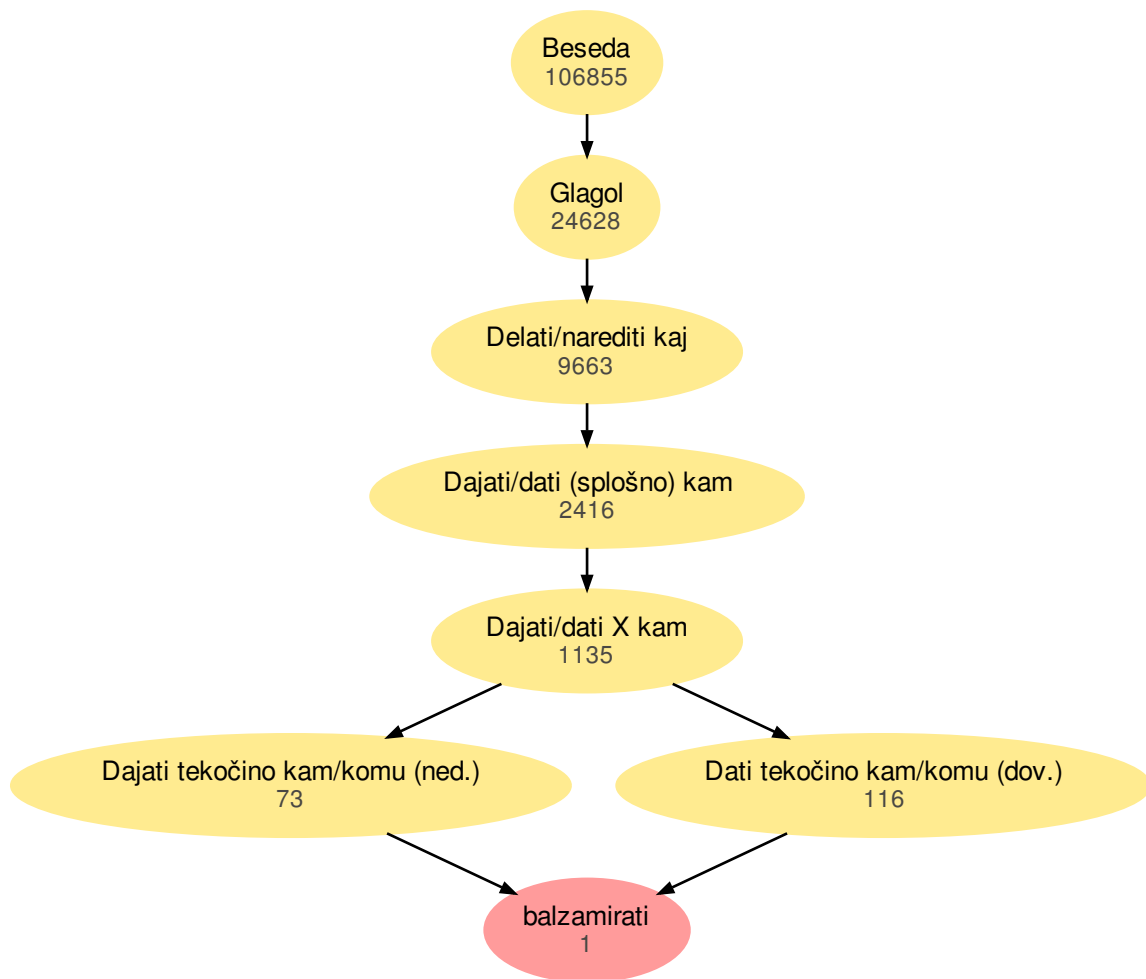 Beseda
106855
Glagol
24628
Delati/narediti kaj
9663
Dajati/dati (splošno) kam
2416
Dajati/dati X kam
1135
Dajati tekočino kam/komu (ned.)
73
Dati tekočino kam/komu (dov.)
116
balzamirati
1